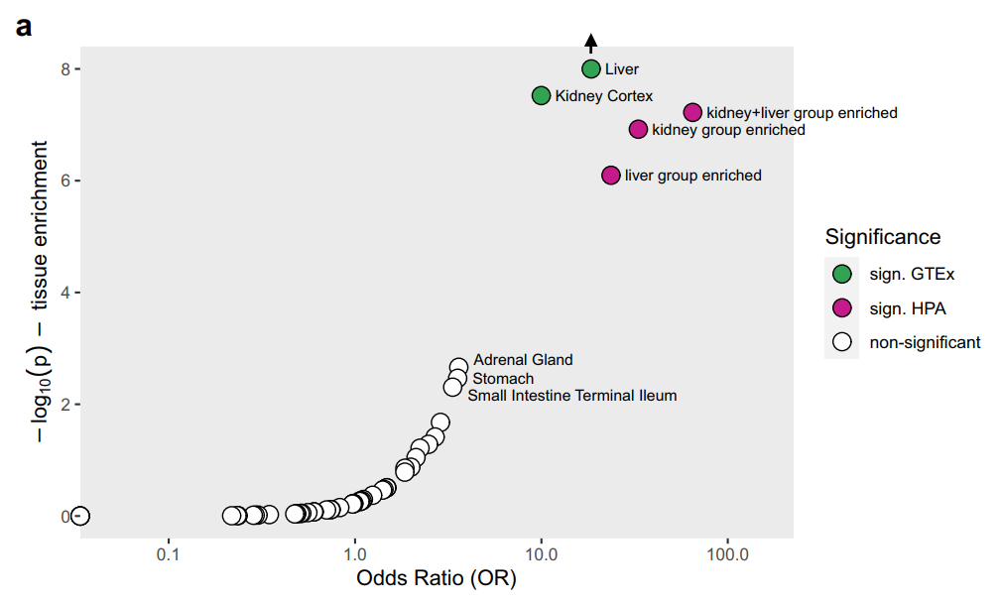 a
8
6
4
2
0
−log10(p) − tissue enrichment
Liver
Kidney Cortex
kidney+liver group enriched
kidney group enriched
liver group enriched
Adrenal Gland
Stomach
Small Intestine Terminal Ileum
0.1
1.0
10.0
100.0
Odds Ratio (OR)
Significance
sign. GTEx
sign. HPA
non-significant